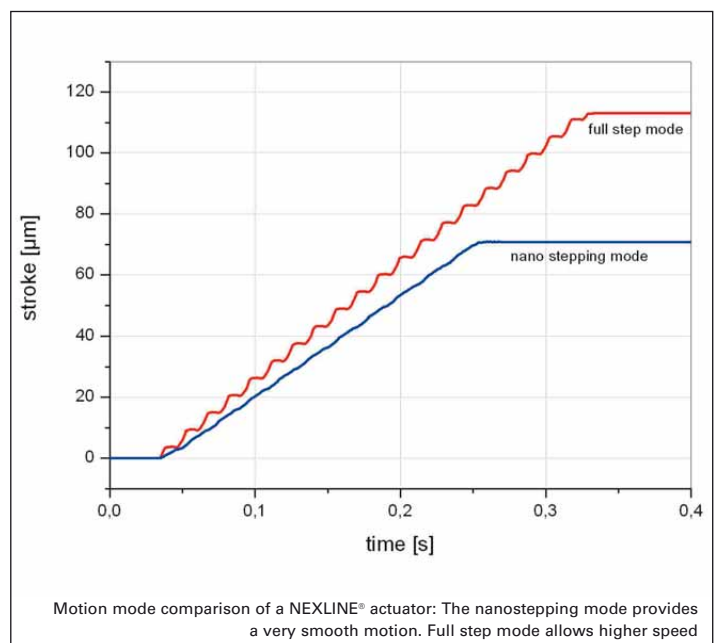 120
100
80
60
40
20
0
stroke [µm]
full step mode
nano stepping mode
0,0 0,1 0,2 0,3 0,4
time [s]
Motion mode comparison of a NEXLINE® actuator: The nanostepping mode provides
a very smooth motion. Full step mode allows higher speed